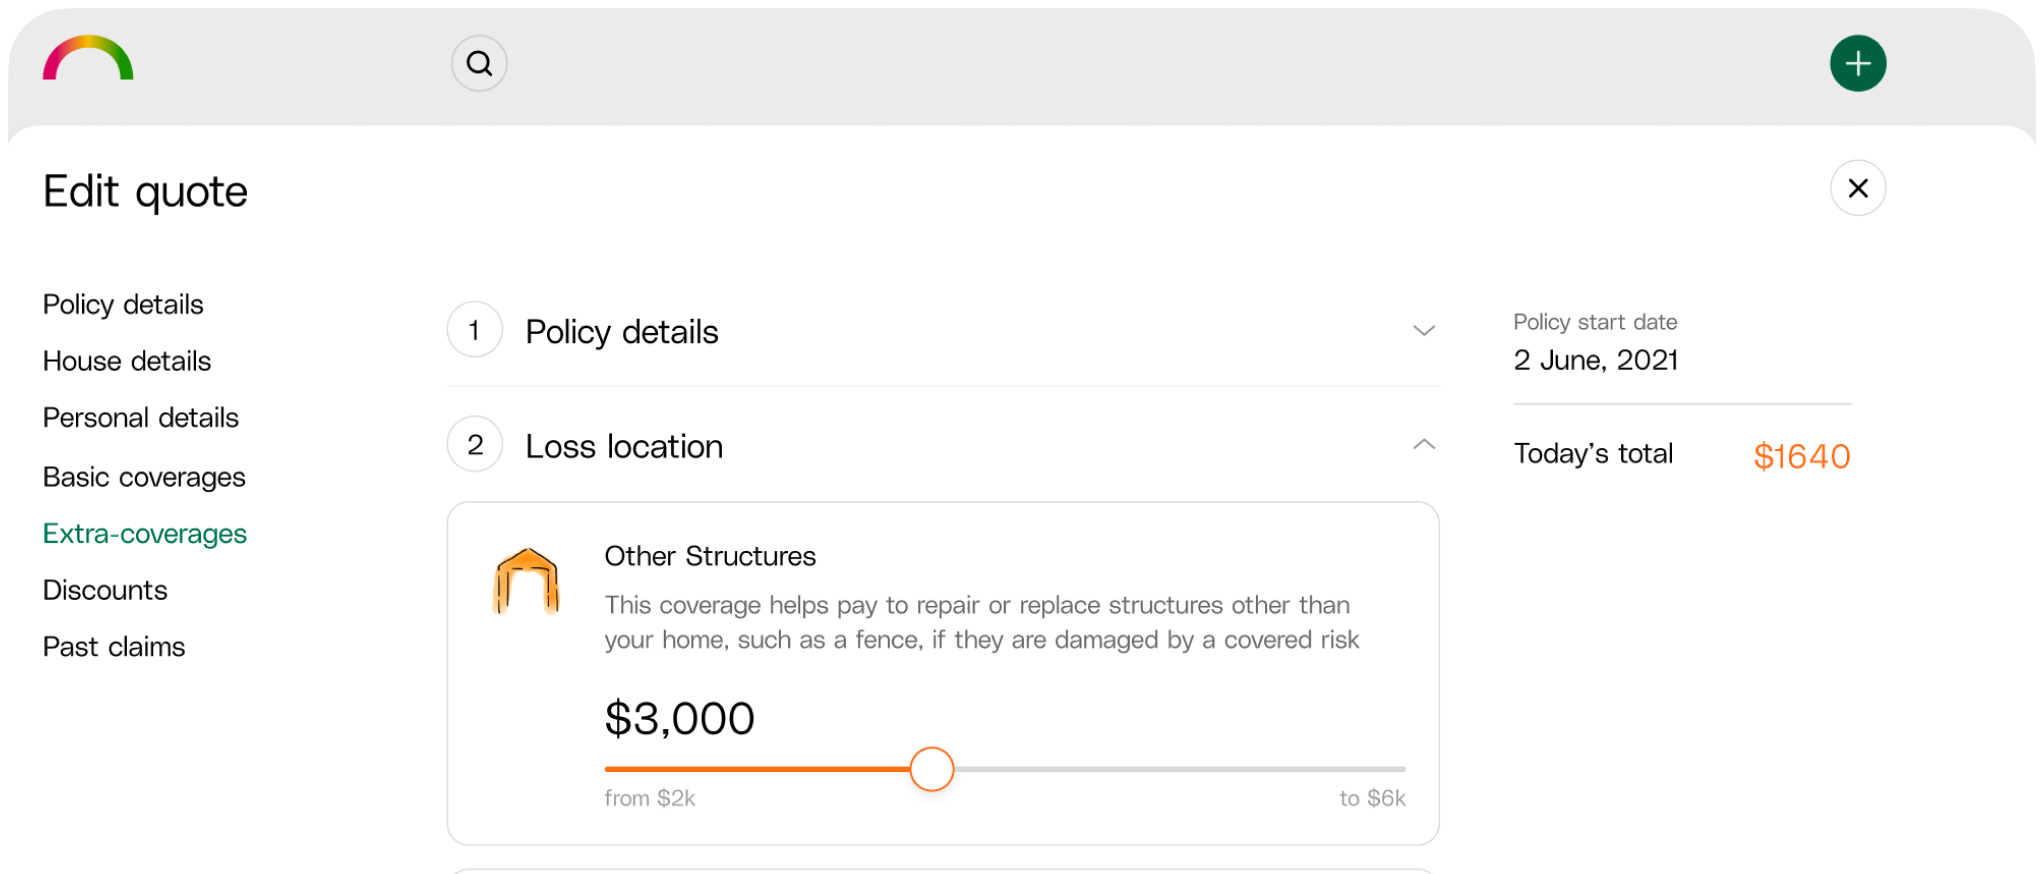 Edit quote
Policy details
House details
Personal details
Basic coverages
Extra-coverages
Discounts
Past claims
1 Policy details
2 Loss location
Other Structures
This coverage helps pay to repair or replace structures other than
your home, such as a fence, if they are damaged by a covered risk
$3,000
from $2k
to $6k
Policy start date
2 June, 2021
Today’s total $1640